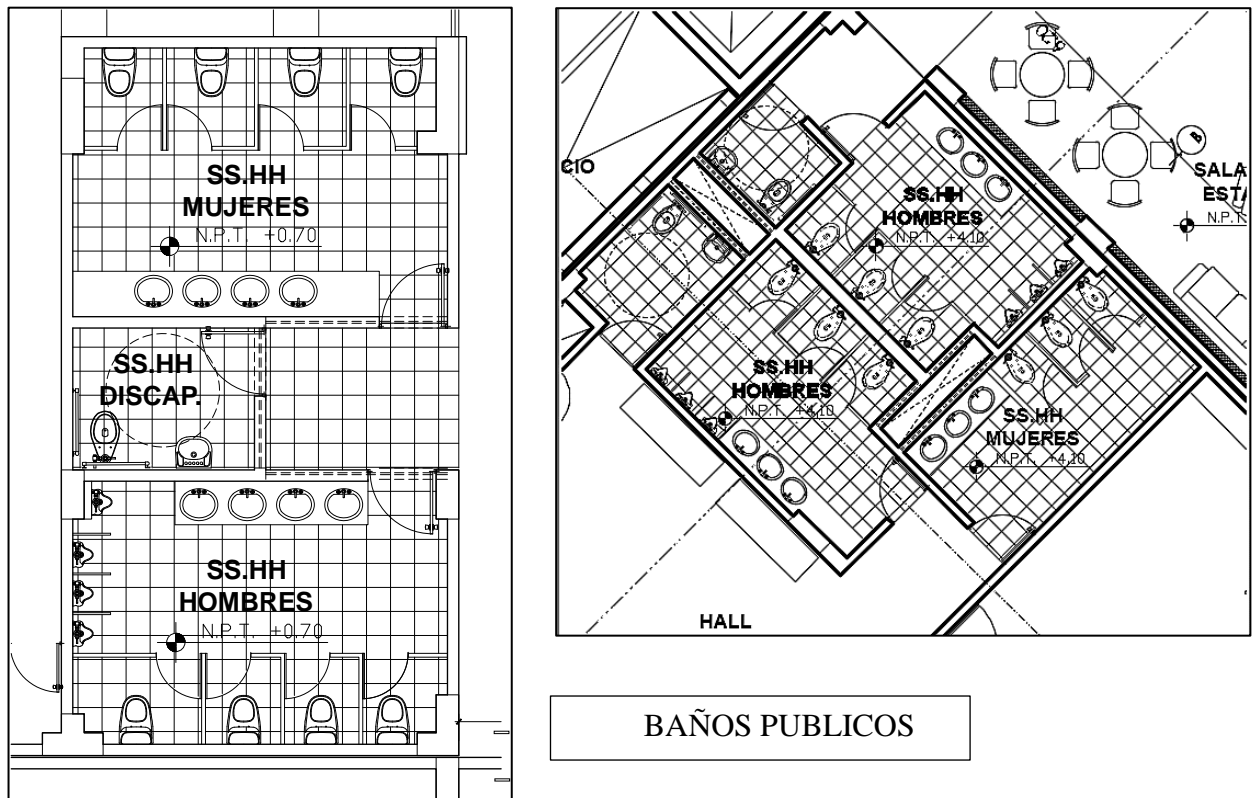 SS.HH
MUJERES
N.P.T. +0.70
SS.HH
DISCAP.
SS.HH
HOMBRES
N.P.T. +0.70
CIO
SS.HH
HOMBRES
N.P.T. +4.10
B
SALA
EST
N.P.T.
SS.HH
HOMBRES
N.P.T. +4.10
SS.HH
MUJERES
N.P.T. +4.10
HALL
BAÑOS PUBLICOS